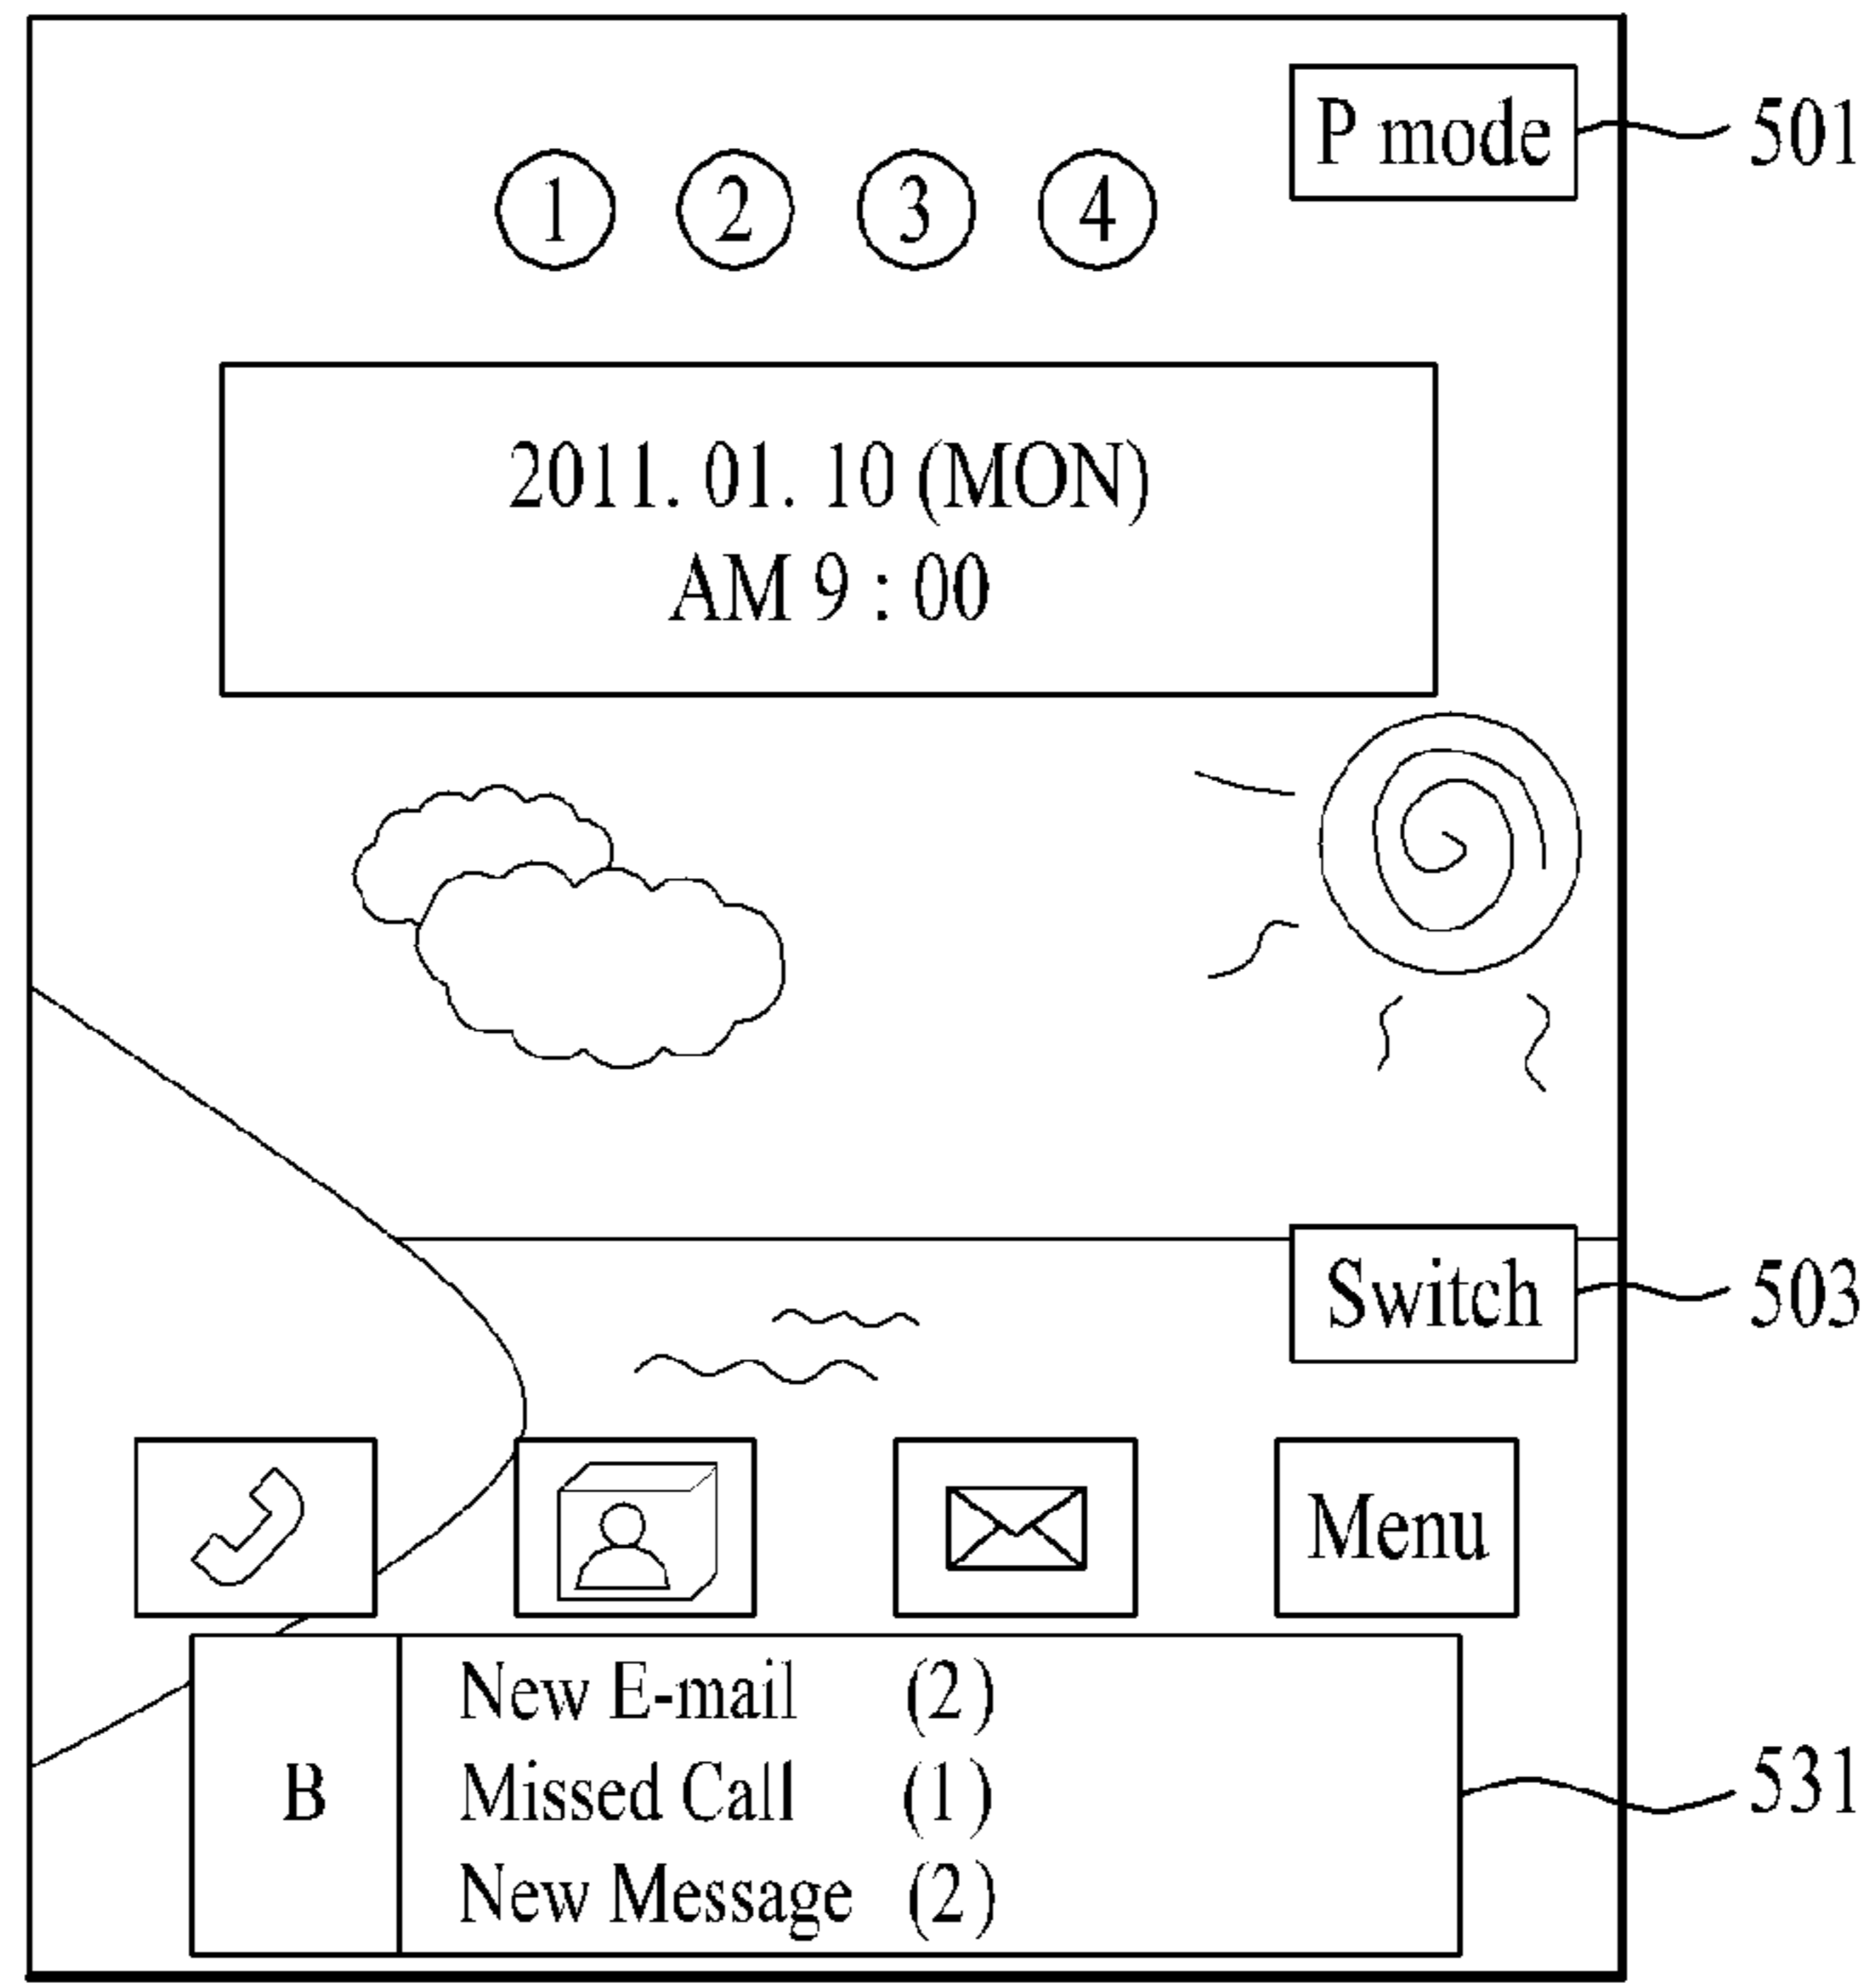 P mode
501
1 2 3 4
2011. 01. 10 (MON)
AM 9 : 00
Switch
503
Menu
New E-mail (2)
B Missed Call (1)
531
New Message (2)